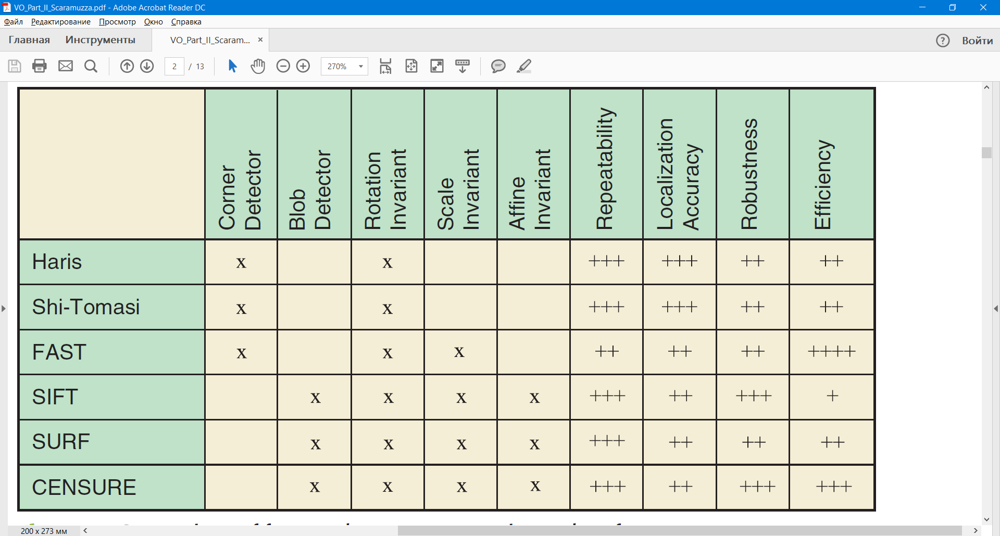 VO_Part_II_Scaramuzza.pdf - Adobe Acrobat Reader DC
Файл Редактирование Просмотр Окно Справка
Главная Инструменты VO_Part_II_Scaram... Войти
2 / 13 270%
Corner Detector
Blob Detector
Rotation Invariant
Scale Invariant
Affine Invariant
Repeatability
Localization Accuracy
Robustness
Efficiency
Haris x x +++ +++ ++ ++
Shi-Tomasi x x +++ +++ ++ ++
FAST x x x ++ ++ ++ ++++
SIFT x x x x +++ ++ +++ +
SURF x x x x +++ ++ ++ ++
CENSURE x x x x +++ ++ +++ +++
200 x 273 мм